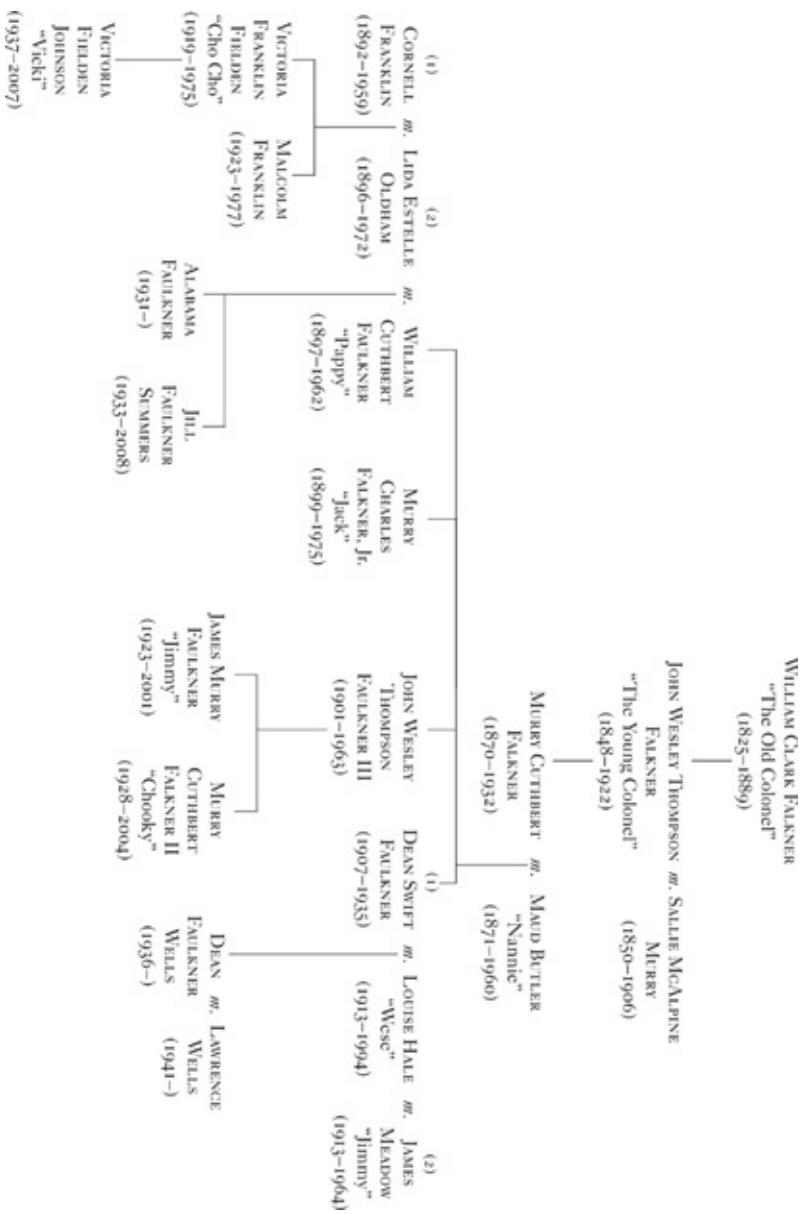 WILLIAM CLARK FALKNER
"The Old Colonel"
(1825–1889)
JOHN WESLEY THOMPSON m. SALLIE MCALPINE
FALKNER MURRY
"The Young Colonel" (1850–1906)
(1848–1922)
MURRY CUTHBERT m. MAUD BUTLER
FALKNER "Nannie"
(1870–1932) (1871–1960)
(1) (2) (1) (2)
CORNELL m. LIDA ESTELLE m. WILLIAM MURRY JOHN WESLEY DEAN SWIFT m. LOUISE HALE m. JAMES
FRANKLIN OLDHAM CUTHBERT CHARLES THOMPSON FAULKNER "Wese" MEADOW
(1892–1959) (1896–1972) FAULKNER FALKNER, Jr. FAULKNER III (1907–1935) (1913–1994) "Jimmy"
"Pappy" "Jack" (1901–1963) (1913–1964)
(1897–1962) (1899–1975)
VICTORIA MALCOLM ALABAMA JILL JAMES MURRY MURRY DEAN m. LAWRENCE
FRANKLIN FRANKLIN FAULKNER FAULKNER FAULKNER CUTHBERT FAULKNER WELLS
FIELDEN (1923–1977) (1931–) SUMMERS "Jimmy" FALKNER II WELLS (1941–)
"Cho Cho" (1933–2008) (1923–2001) "Chooky" (1936–)
(1919–1975) (1928–2004)
VICTORIA
FIELDEN
JOHNSON
"Vicki"
(1937–2007)